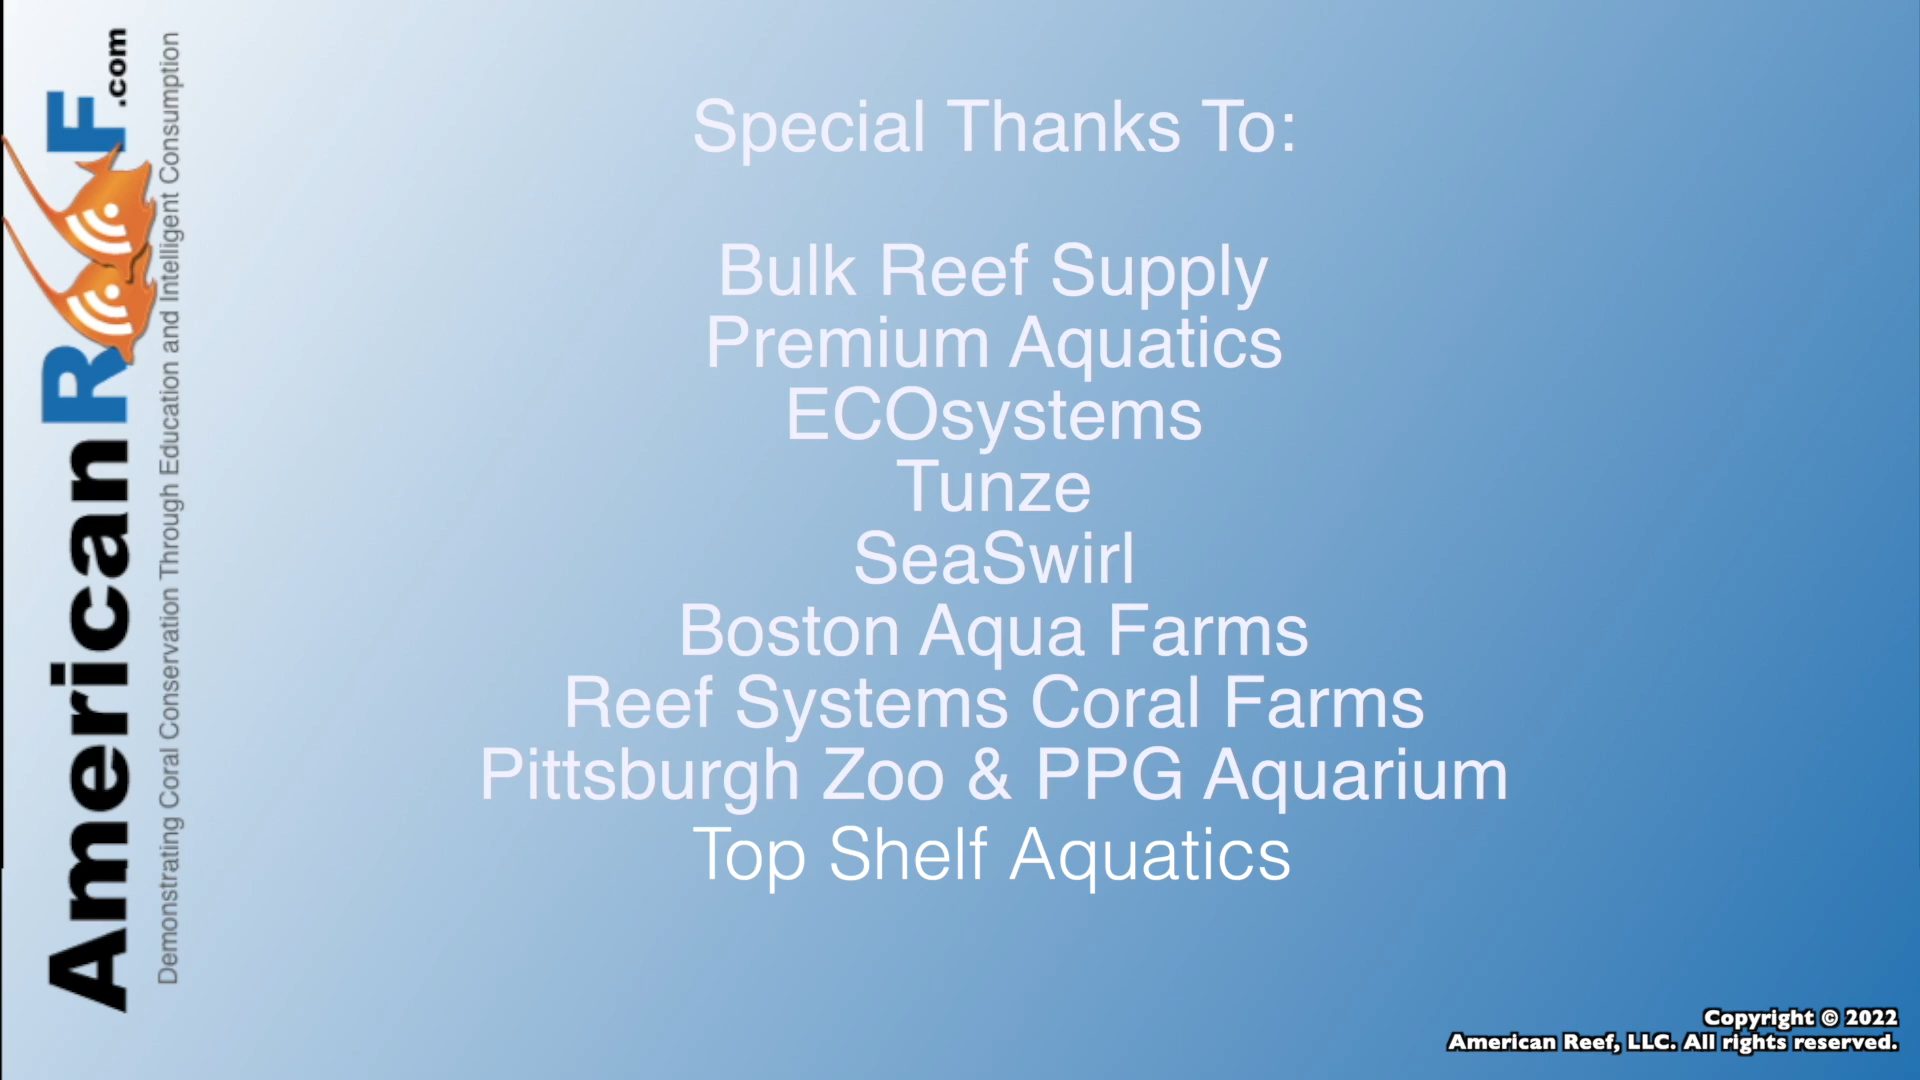 AmericanREEF.com
Demonstrating Coral Conservation Through Education and Intelligent Consumption
Special Thanks To:
Bulk Reef Supply
Premium Aquatics
ECOsystems
Tunze
SeaSwirl
Boston Aqua Farms
Reef Systems Coral Farms
Pittsburgh Zoo & PPG Aquarium
Top Shelf Aquatics
Copyright © 2022
American Reef, LLC. All rights reserved.